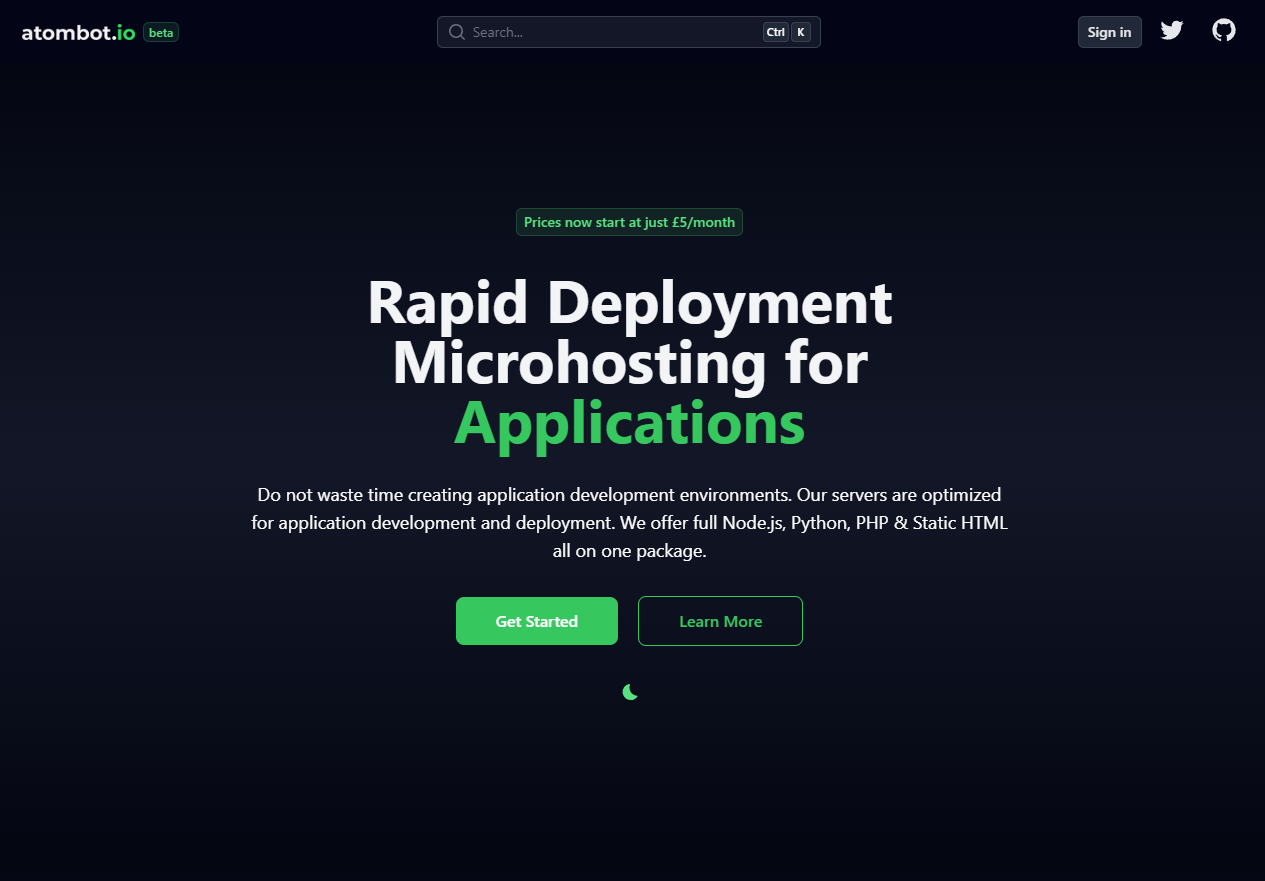 atombot.io beta
Search... Ctrl K
Sign in
Prices now start at just £5/month
Rapid Deployment
Microhosting for
Applications
Do not waste time creating application development environments. Our servers are optimized
for application development and deployment. We offer full Node.js, Python, PHP & Static HTML
all on one package.
Get Started
Learn More